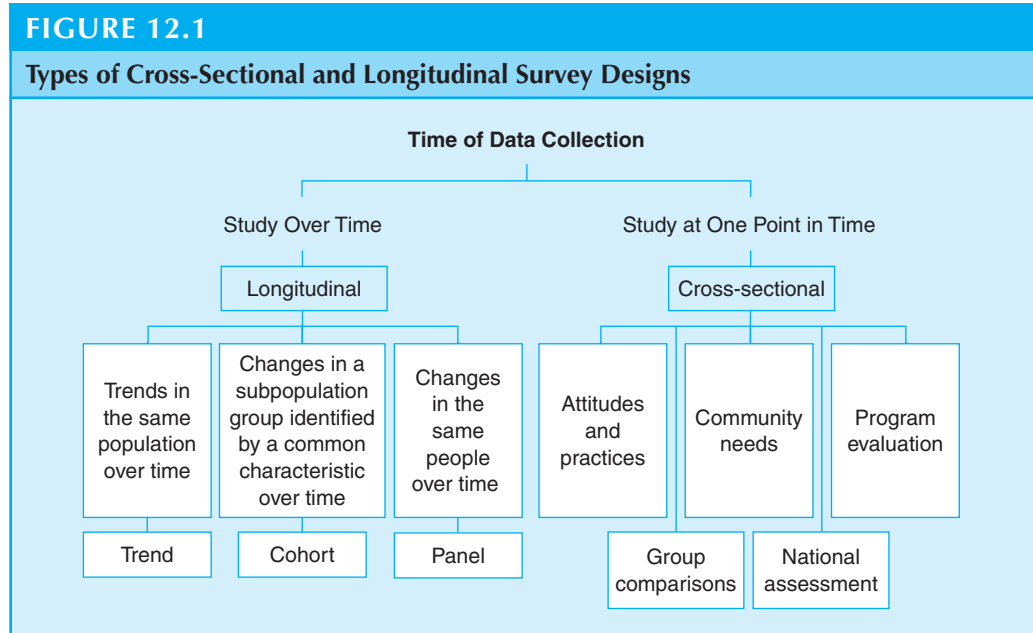 FIGURE 12.1
Types of Cross-Sectional and Longitudinal Survey Designs
Time of Data Collection
Study Over Time
Study at One Point in Time
Longitudinal
Cross-sectional
Trends in
the same
population
over time
Changes in a
subpopulation
group identified
by a common
characteristic
over time
Changes
in the
same
people
over time
Attitudes
and
practices
Community
needs
Program
evaluation
Trend
Cohort
Panel
Group
comparisons
National
assessment